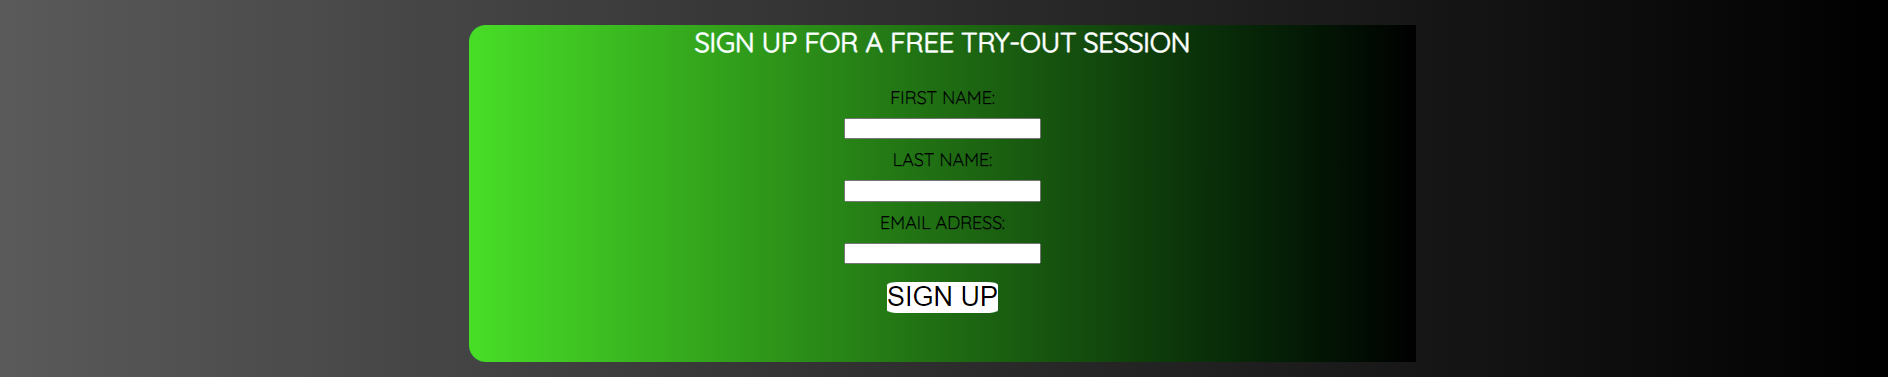 SIGN UP FOR A FREE TRY-OUT SESSION
FIRST NAME:
LAST NAME:
EMAIL ADRESS:
SIGN UP